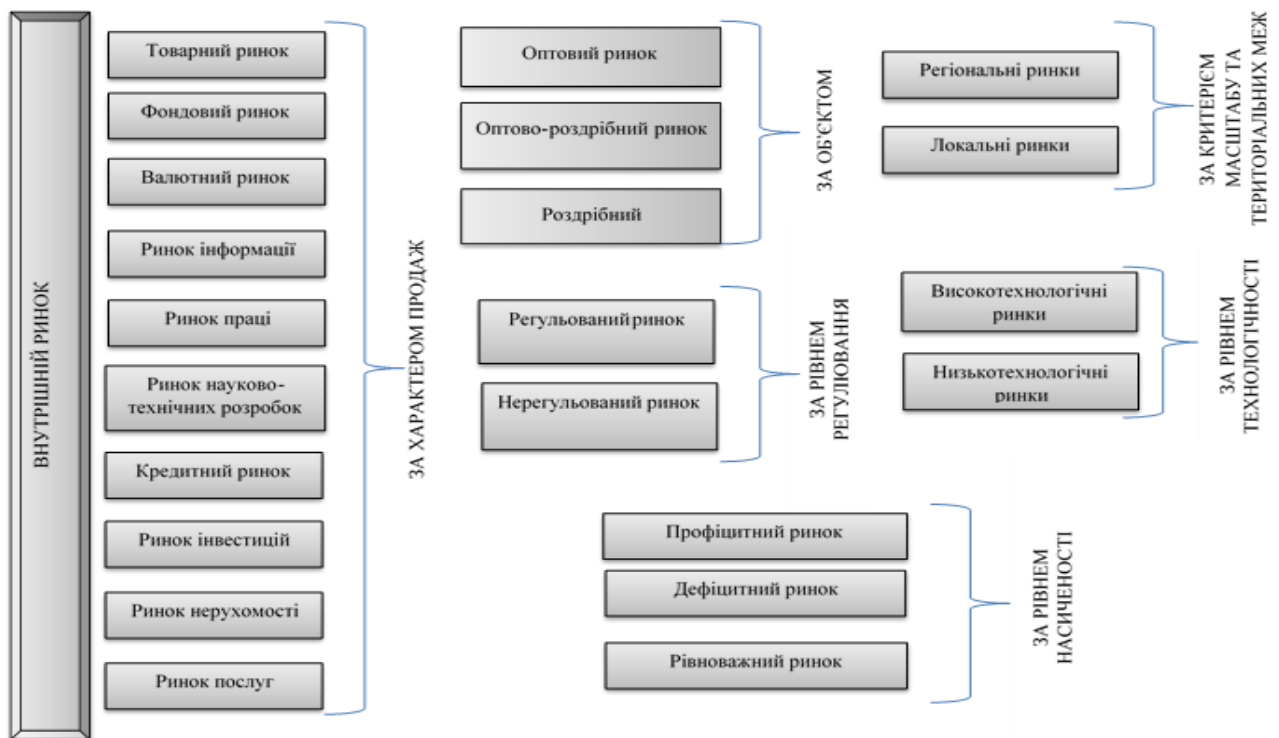 ВНУТРІШНІЙ РИНОК
Товарний ринок
Фондовий ринок
Валютний ринок
Ринок інформації
Ринок праці
Ринок науково-
технічних розробок
Кредитний ринок
Ринок інвестицій
Ринок нерухомості
Ринок послуг
ЗА ХАРАКТЕРОМ ПРОДАЖ
Оптовий ринок
Оптово-роздрібний ринок
Роздрібний
ЗА ОБ'ЄКТОМ
Регіональні ринки
Локальні ринки
ЗА КРИТЕРІЄМ
МАСШТАБУ ТА
ТЕРИТОРІАЛЬНИХ МЕЖ
Регульований ринок
Нерегульований ринок
ЗА РІВНЕМ
РЕГУЛЮВАННЯ
Високотехнологічні
ринки
Низькотехнологічні
ринки
ЗА РІВНЕМ
ТЕХНОЛОГІЧНОСТІ
Профіцитний ринок
Дефіцитний ринок
Рівноважний ринок
ЗА РІВНЕМ
НАСИЧЕНОСТІ